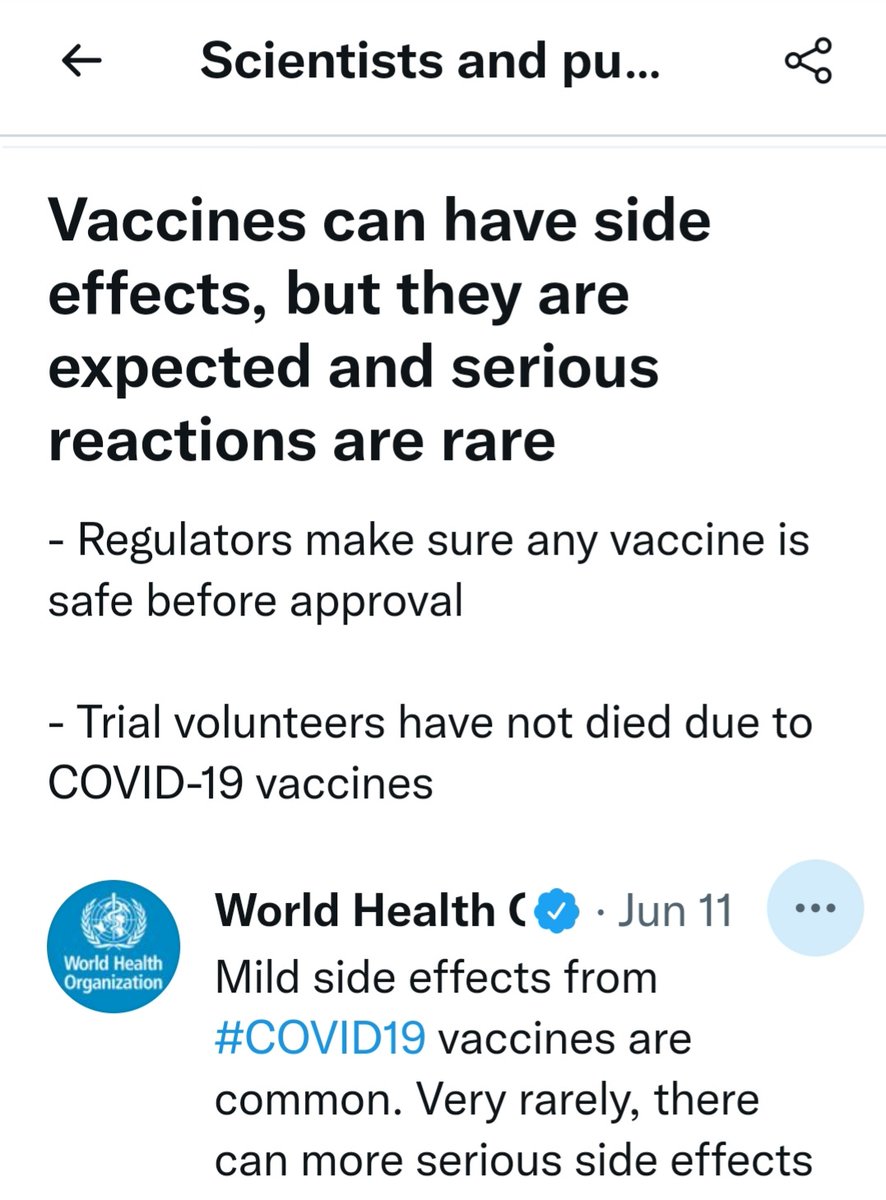 Scientists and pu...
Vaccines can have side
effects, but they are
expected and serious
reactions are rare
- Regulators make sure any vaccine is
safe before approval
- Trial volunteers have not died due to
COVID-19 vaccines
World Health
Organization
World Health · Jun 11
Mild side effects from
#COVID19 vaccines are
common. Very rarely, there
can more serious side effects